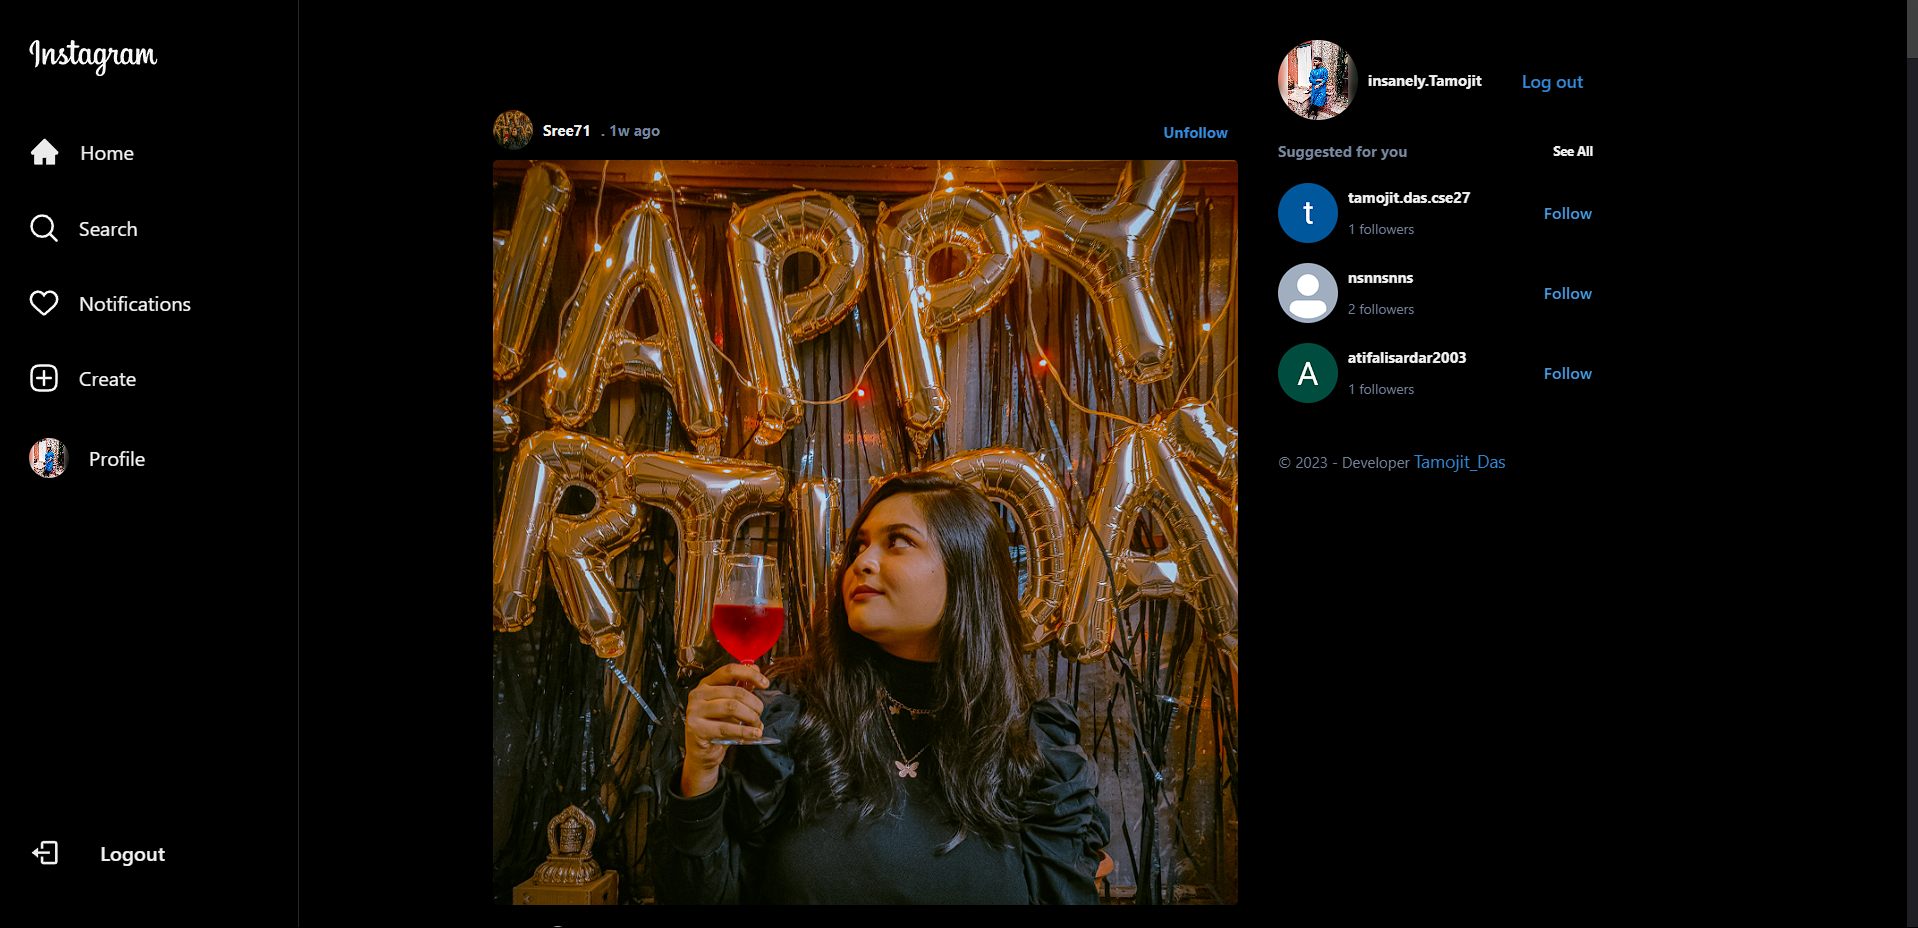 Instagram
Home
Search
Notifications
Create
Profile
Logout
Sree71 . 1w ago
Unfollow
APPY
RTHDA
insanely.Tamojit
Log out
Suggested for you
See All
t
tamojit.das.cse27
1 followers
Follow
nsnnsnns
2 followers
Follow
A
atifalisardar2003
1 followers
Follow
© 2023 - Developer Tamojit_Das